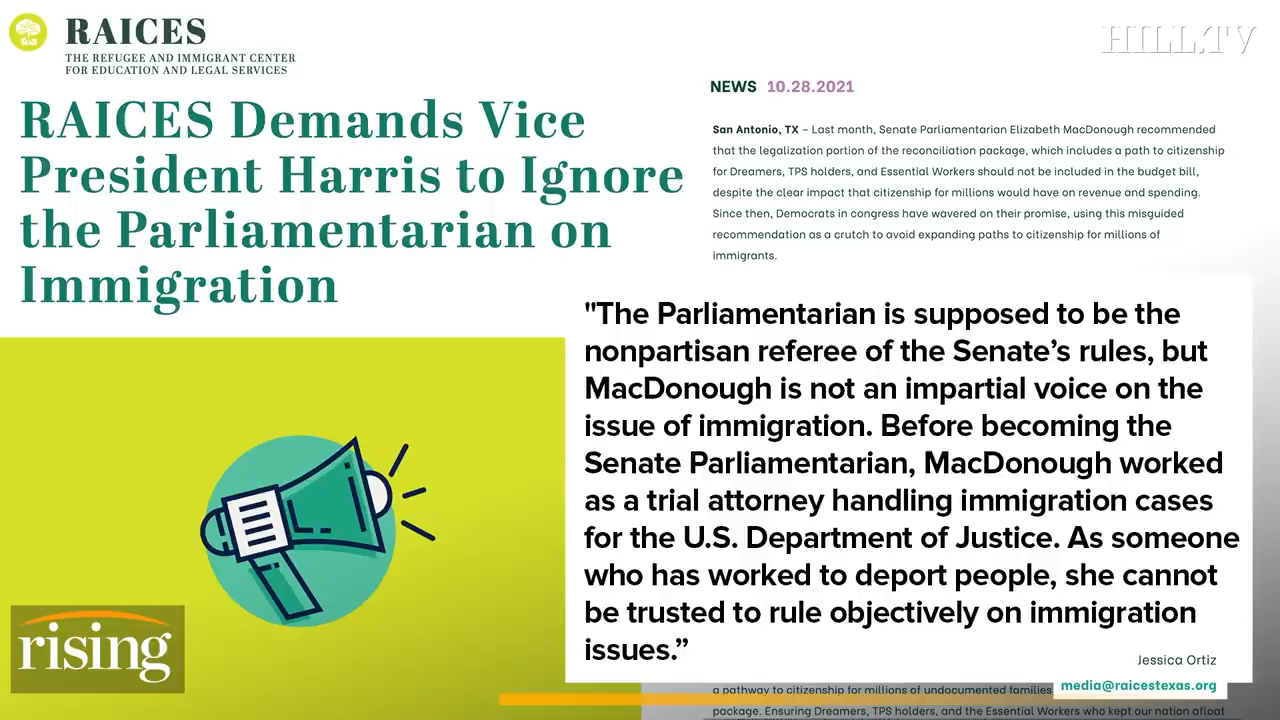 RAICES
THE REFUGEE AND IMMIGRANT CENTER
FOR EDUCATION AND LEGAL SERVICES
HILL.TV
RAICES Demands Vice
President Harris to Ignore
the Parliamentarian on
Immigration
NEWS 10.28.2021
San Antonio, TX – Last month, Senate Parliamentarian Elizabeth MacDonough recommended
that the legalization portion of the reconciliation package, which includes a path to citizenship
for Dreamers, TPS holders, and Essential Workers should not be included in the budget bill,
despite the clear impact that citizenship for millions would have on revenue and spending.
Since then, Democrats in congress have wavered on their promise, using this misguided
recommendation as a crutch to avoid expanding paths to citizenship for millions of
immigrants.
"The Parliamentarian is supposed to be the
nonpartisan referee of the Senate’s rules, but
MacDonough is not an impartial voice on the
issue of immigration. Before becoming the
Senate Parliamentarian, MacDonough worked
as a trial attorney handling immigration cases
for the U.S. Department of Justice. As someone
who has worked to deport people, she cannot
be trusted to rule objectively on immigration
issues.”
Jessica Ortiz
media@raicestexas.org
a pathway to citizenship for millions of undocumented families
package. Ensuring Dreamers, TPS holders, and the Essential Workers who kept our nation afloat
rising